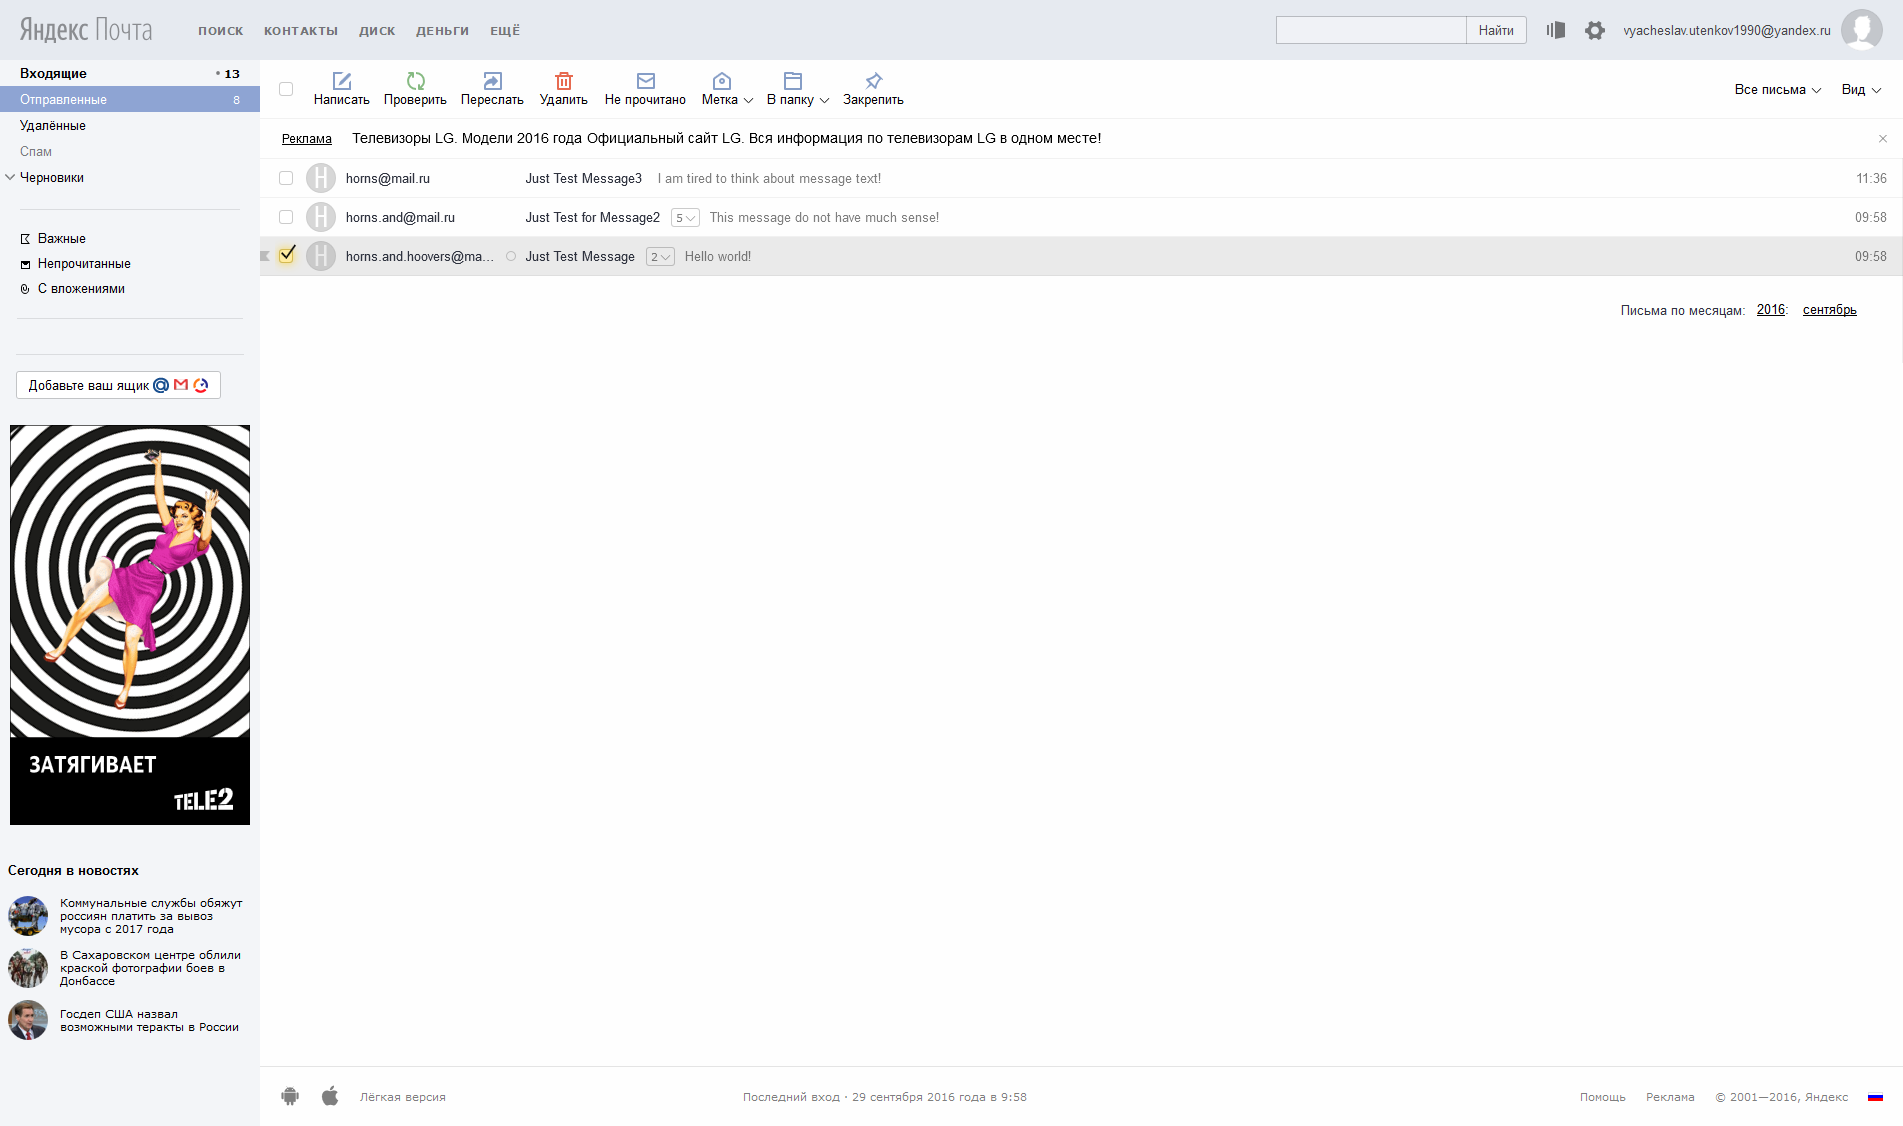 Яндекс Почта
ПОИСК КОНТАКТЫ ДИСК ДЕНЬГИ ЕЩЁ
Найти
vyacheslav.utenkov1990@yandex.ru
Входящие • 13
Отправленные 8
Удалённые
Спам
Черновики
Важные
Непрочитанные
С вложениями
Добавьте ваш ящик
ЗАТЯГИВАЕТ
TELE2
Сегодня в новостях
Коммунальные службы обяжут
россиян платить за вывоз
мусора с 2017 года
В Сахаровском центре облили
краской фотографии боев в
Донбассе
Госдеп США назвал
возможными теракты в России
Написать Проверить Переслать Удалить Не прочитано Метка В папку Закрепить
Все письма Вид
Реклама Телевизоры LG. Модели 2016 года Официальный сайт LG. Вся информация по телевизорам LG в одном месте!
H horns@mail.ru Just Test Message3 I am tired to think about message text! 11:36
H horns.and@mail.ru Just Test for Message2 5 This message do not have much sense! 09:58
H horns.and.hoovers@ma... Just Test Message 2 Hello world! 09:58
Письма по месяцам: 2016: сентябрь
Лёгкая версия
Последний вход · 29 сентября 2016 года в 9:58
Помощь Реклама © 2001—2016, Яндекс